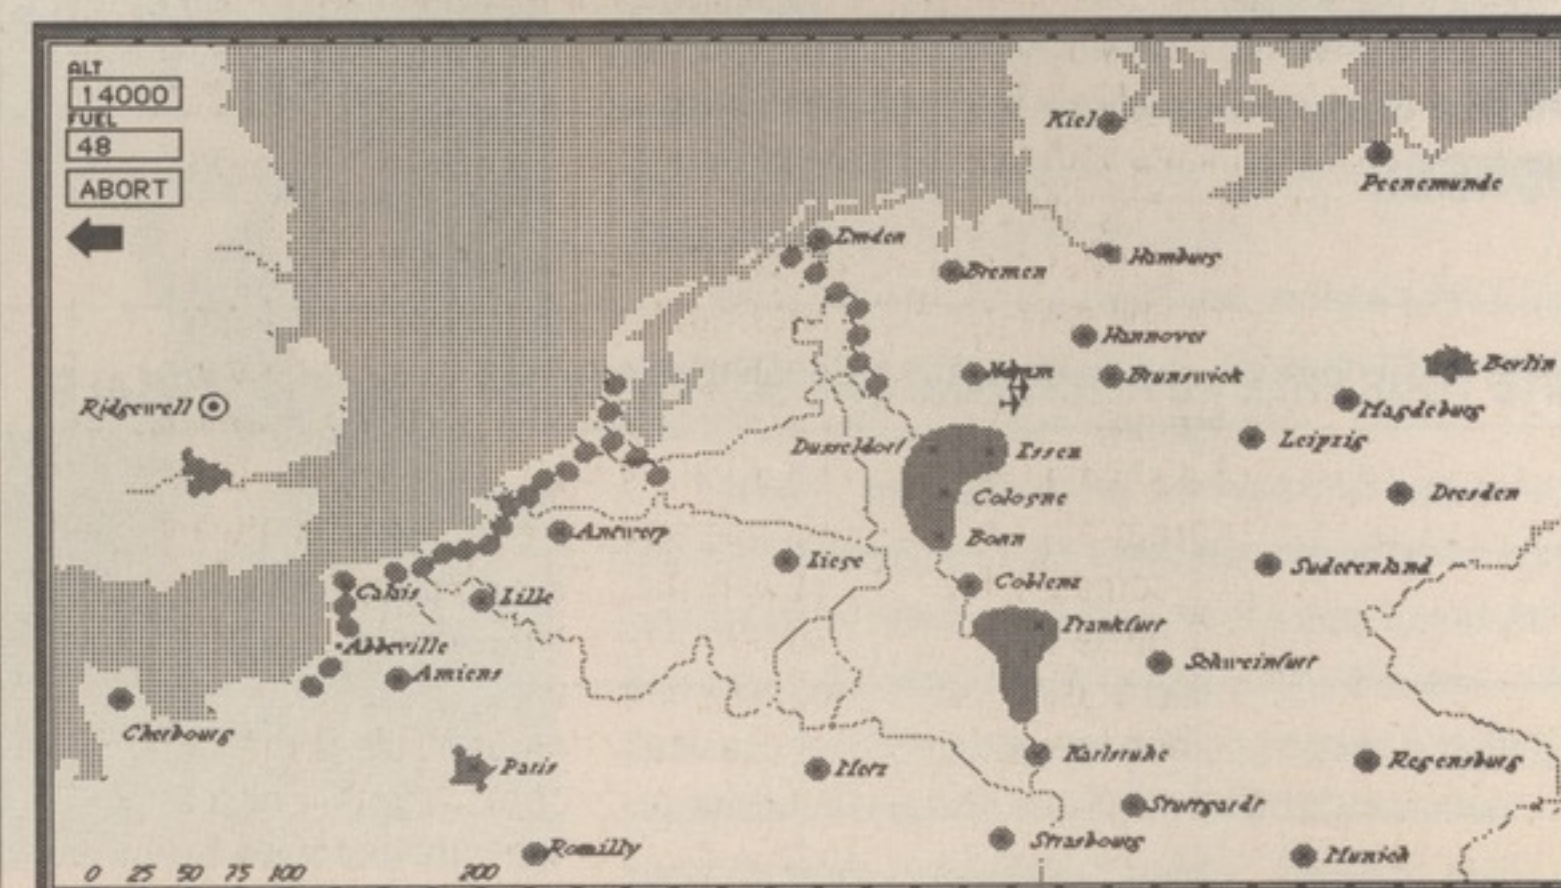 ALT
14000
FUEL
48
ABORT
Kiel
Peenemunde
Emden
Bremen
Hamburg
Hannover
Hamm
Brunswick
Berlin
Magdeburg
Ridgewell
Dusseldorf
Essen
Leipzig
Cologne
Dresden
Antwerp
Bonn
Liege
Coblenz
Sudetenland
Calais
Lille
Frankfurt
Abbeville
Amiens
Schweinfurt
Cherbourg
Paris
Metz
Karlsruhe
Regensburg
Stuttgardt
Romilly
Strasbourg
Munich
0 25 50 75 100 200